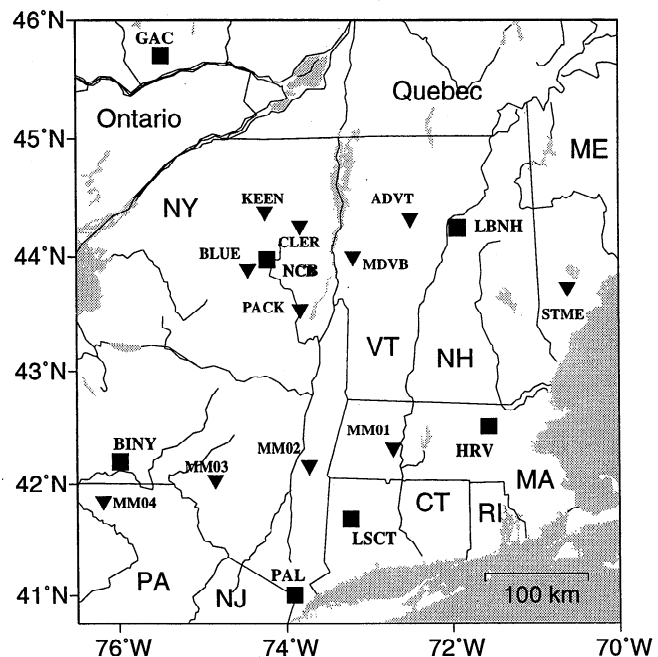 46°N
GAC
Quebec
Ontario
45°N
ME
NY
KEEN
ADVT
LBNH
CLER
44°N
BLUE
MDVB
PACK
STME
VT
NH
43°N
BINY
MM02
MM01
HRV
MM03
MA
42°N
MM04
CT
RI
LSCT
PA
NJ
PAL
41°N
100 km
76°W
74°W
72°W
70°W